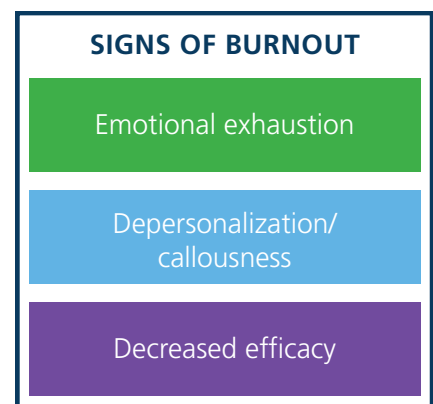 SIGNS OF BURNOUT
Emotional exhaustion
Depersonalization/
callousness
Decreased efficacy